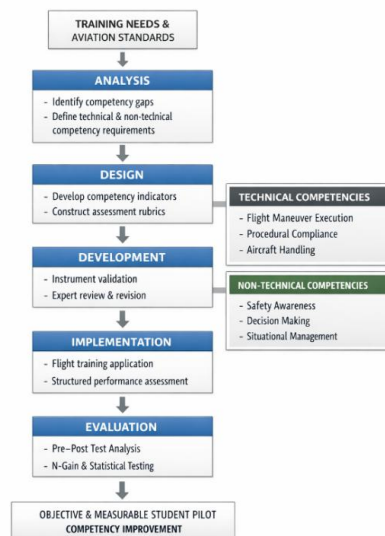 TRAINING NEEDS &
AVIATION STANDARDS
ANALYSIS
- Identify competency gaps
- Define technical & non-technical
competency requirements
DESIGN
- Develop competency indicators
- Construct assessment rubrics
TECHNICAL COMPETENCIES
- Flight Maneuver Execution
- Procedural Compliance
- Aircraft Handling
DEVELOPMENT
- Instrument validation
- Expert review & revision
NON-TECHNICAL COMPETENCIES
- Safety Awareness
- Decision Making
- Situational Management
IMPLEMENTATION
- Flight training application
- Structured performance assessment
EVALUATION
- Pre–Post Test Analysis
- N-Gain & Statistical Testing
OBJECTIVE & MEASURABLE STUDENT PILOT
COMPETENCY IMPROVEMENT